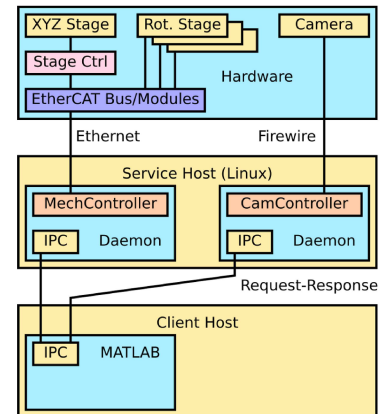 XYZ Stage
Rot. Stage
Camera
Stage Ctrl
Hardware
EtherCAT Bus/Modules
Ethernet
Firewire
Service Host (Linux)
MechController
CamController
IPC
Daemon
IPC
Daemon
Request-Response
Client Host
IPC
MATLAB